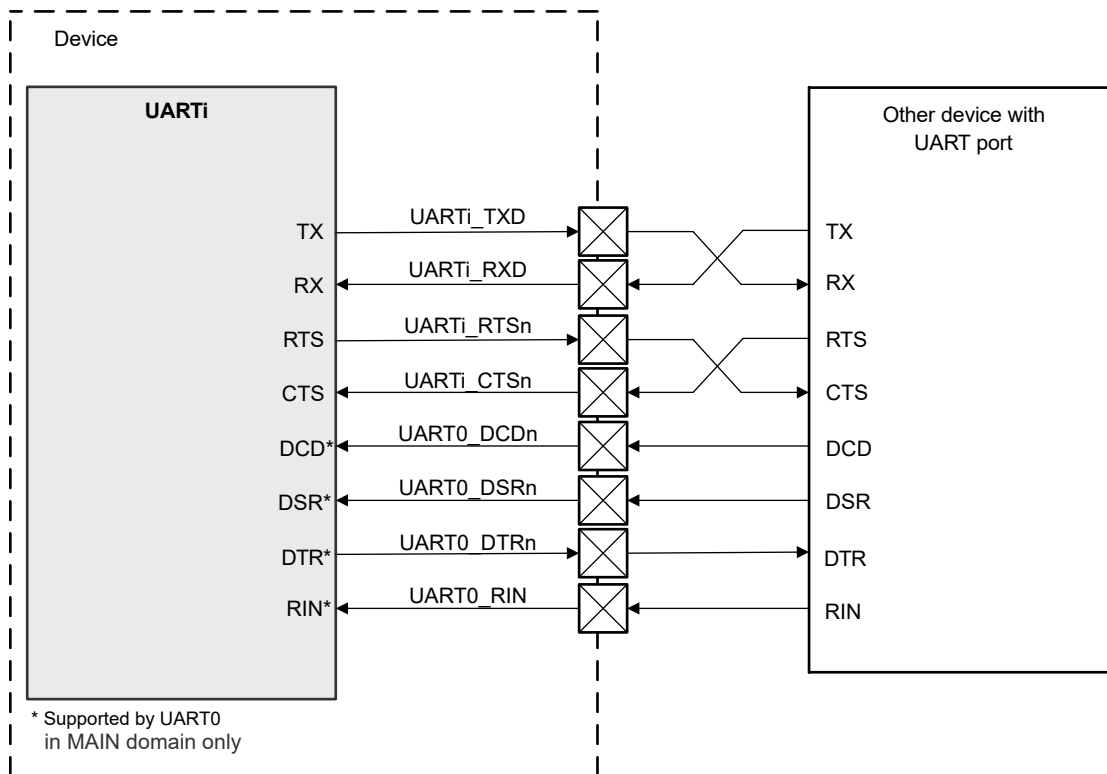 Device
UARTi
Other device with
UART port
TX
UARTi_TXD
TX
RX
UARTi_RXD
RX
RTS
UARTi_RTSn
RTS
CTS
UARTi_CTSn
CTS
DCD*
UART0_DCDn
DCD
DSR*
UART0_DSRn
DSR
DTR*
UART0_DTRn
DTR
RIN*
UART0_RIN
RIN
* Supported by UART0
in MAIN domain only